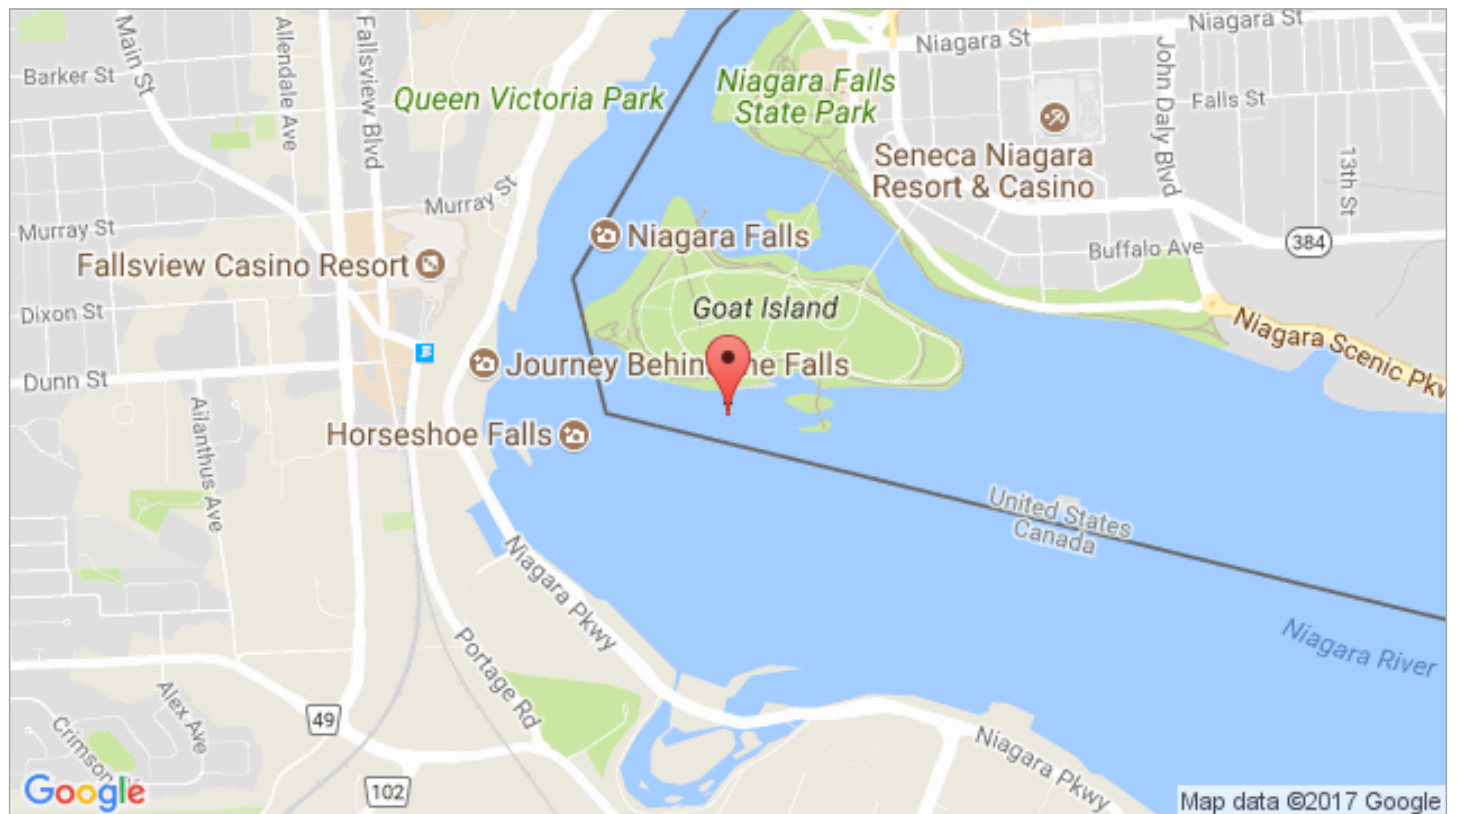 Niagara St
Niagara St
Main St
Allendale Ave
Fallsview Blvd
Barker St
Queen Victoria Park
Niagara Falls
State Park
John Daly Blvd
Falls St
Seneca Niagara
Resort & Casino
13th St
Murray St
Murray St
Niagara Falls
Buffalo Ave
384
Fallsview Casino Resort
Dixon St
Goat Island
Niagara Scenic Pkw
Dunn St
Journey Behin he Falls
Ailanthus Ave
Horseshoe Falls
United States
Canada
Niagara Pkwy
Niagara River
Portage Rd
Alex Ave
49
Crimson
Niagara Pkwy
102
Google
Map data ©2017 Google